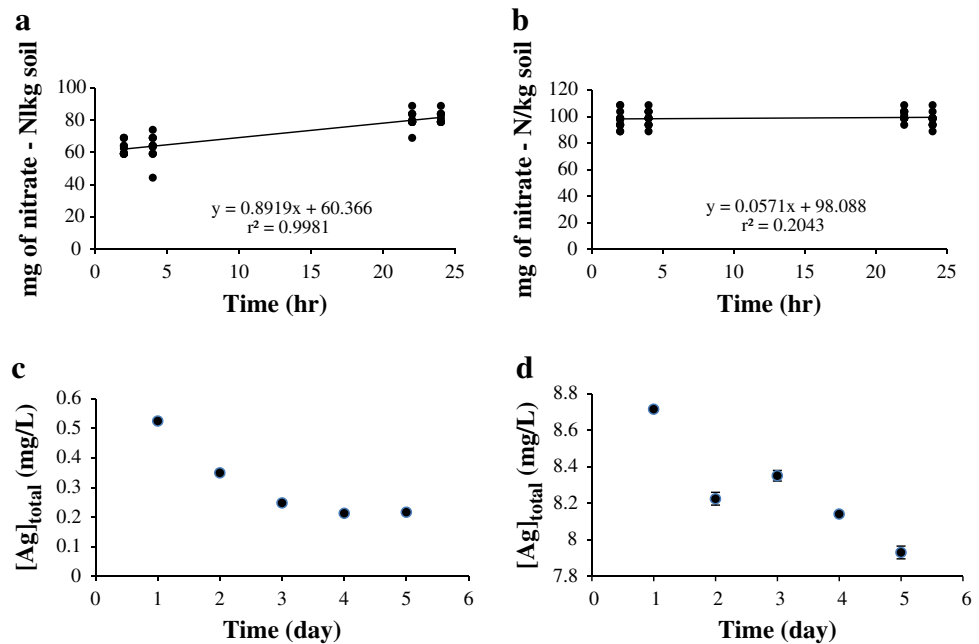 a
mg of nitrate - Nlkg soil
100
80
60
40
20
0
y = 0.8919x + 60.366
r² = 0.9981
0 5 10 15 20 25
Time (hr)
b
mg of nitrate - N/kg soil
120
100
80
60
40
20
0
y = 0.0571x + 98.088
r² = 0.2043
0 5 10 15 20 25
Time (hr)
c
[Ag]total (mg/L)
0.6
0.5
0.4
0.3
0.2
0.1
0
0 1 2 3 4 5 6
Time (day)
d
[Ag]total (mg/L)
8.8
8.6
8.4
8.2
8
7.8
0 1 2 3 4 5 6
Time (day)